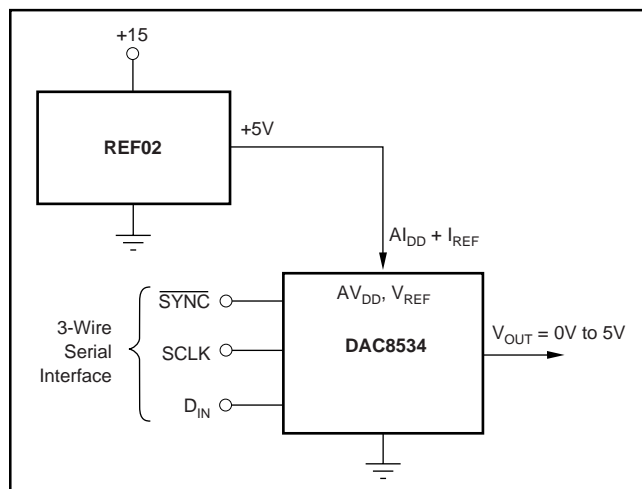 +15
REF02
+5V
AI_DD + I_REF
SYNC
SCLK
D_IN
3-Wire
Serial
Interface
AV_DD, V_REF
DAC8534
V_OUT = 0V to 5V